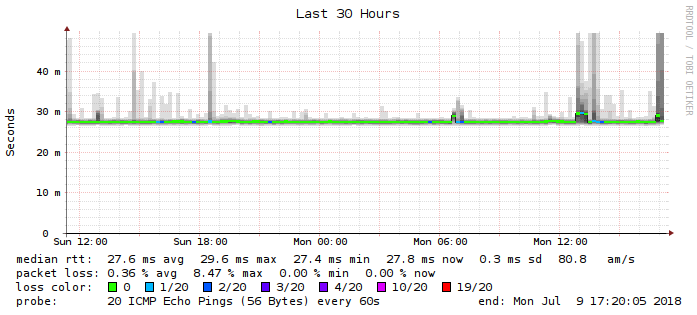 Last 30 Hours
RRDTOOL / TOBI OETIKER
Seconds
40 m
30 m
20 m
10 m
0
Sun 12:00 Sun 18:00 Mon 00:00 Mon 06:00 Mon 12:00
median rtt: 27.6 ms avg 29.6 ms max 27.4 ms min 27.8 ms now 0.3 ms sd 80.8 am/s
packet loss: 0.36 % avg 8.47 % max 0.00 % min 0.00 % now
loss color: 0 1/20 2/20 3/20 4/20 10/20 19/20
probe: 20 ICMP Echo Pings (56 Bytes) every 60s end: Mon Jul 9 17:20:05 2018